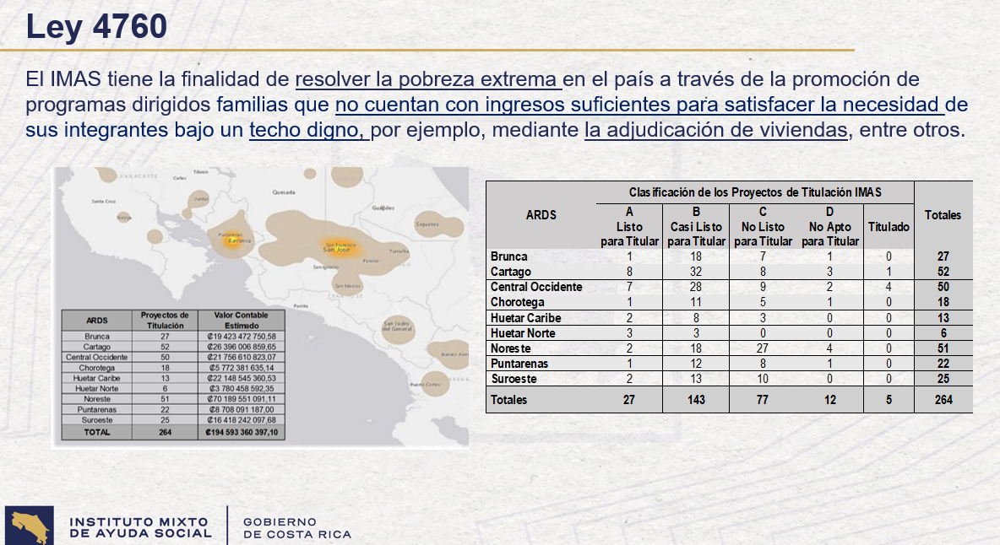 Ley 4760
El IMAS tiene la finalidad de resolver la pobreza extrema en el país a través de la promoción de
programas dirigidos familias que no cuentan con ingresos suficientes para satisfacer la necesidad de
sus integrantes bajo un techo digno, por ejemplo, mediante la adjudicación de viviendas, entre otros.
GUANACASTE
Cañas
Tilaran
Quesada
Santa Cruz
Nicoya
Guápiles
Siquirres
Puntarenas
Barranca
San Francisco
San José
Turrialba
Paraíso
San Ignacio
San Marcos
SAN JOSE
Parrita
San Isidro
del General
Buenos Aires
Puerto Cortes
ARDS Proyectos de Titulación Valor Contable Estimado
Brunca 27 ₡19 423 472 750,58
Cartago 52 ₡26 396 006 859,65
Central Occidente 50 ₡21 756 610 823,07
Chorotega 18 ₡5 772 381 635,14
Huetar Caribe 13 ₡22 148 545 360,53
Huetar Norte 6 ₡3 780 458 592,35
Noreste 51 ₡70 189 551 091,11
Puntarenas 22 ₡8 708 091 187,00
Suroeste 25 ₡16 418 242 097,68
TOTAL 264 ₡194 593 360 397,10
Clasificación de los Proyectos de Titulación IMAS
ARDS A Listo para Titular B Casi Listo para Titular C No Listo para Titular D No Apto para Titular Titulado Totales
Brunca 1 18 7 1 0 27
Cartago 8 32 8 3 1 52
Central Occidente 7 28 9 2 4 50
Chorotega 1 11 5 1 0 18
Huetar Caribe 2 8 3 0 0 13
Huetar Norte 3 3 0 0 0 6
Noreste 2 18 27 4 0 51
Puntarenas 1 12 8 1 0 22
Suroeste 2 13 10 0 0 25
Totales 27 143 77 12 5 264
INSTITUTO MIXTO
DE AYUDA SOCIAL
GOBIERNO
DE COSTA RICA